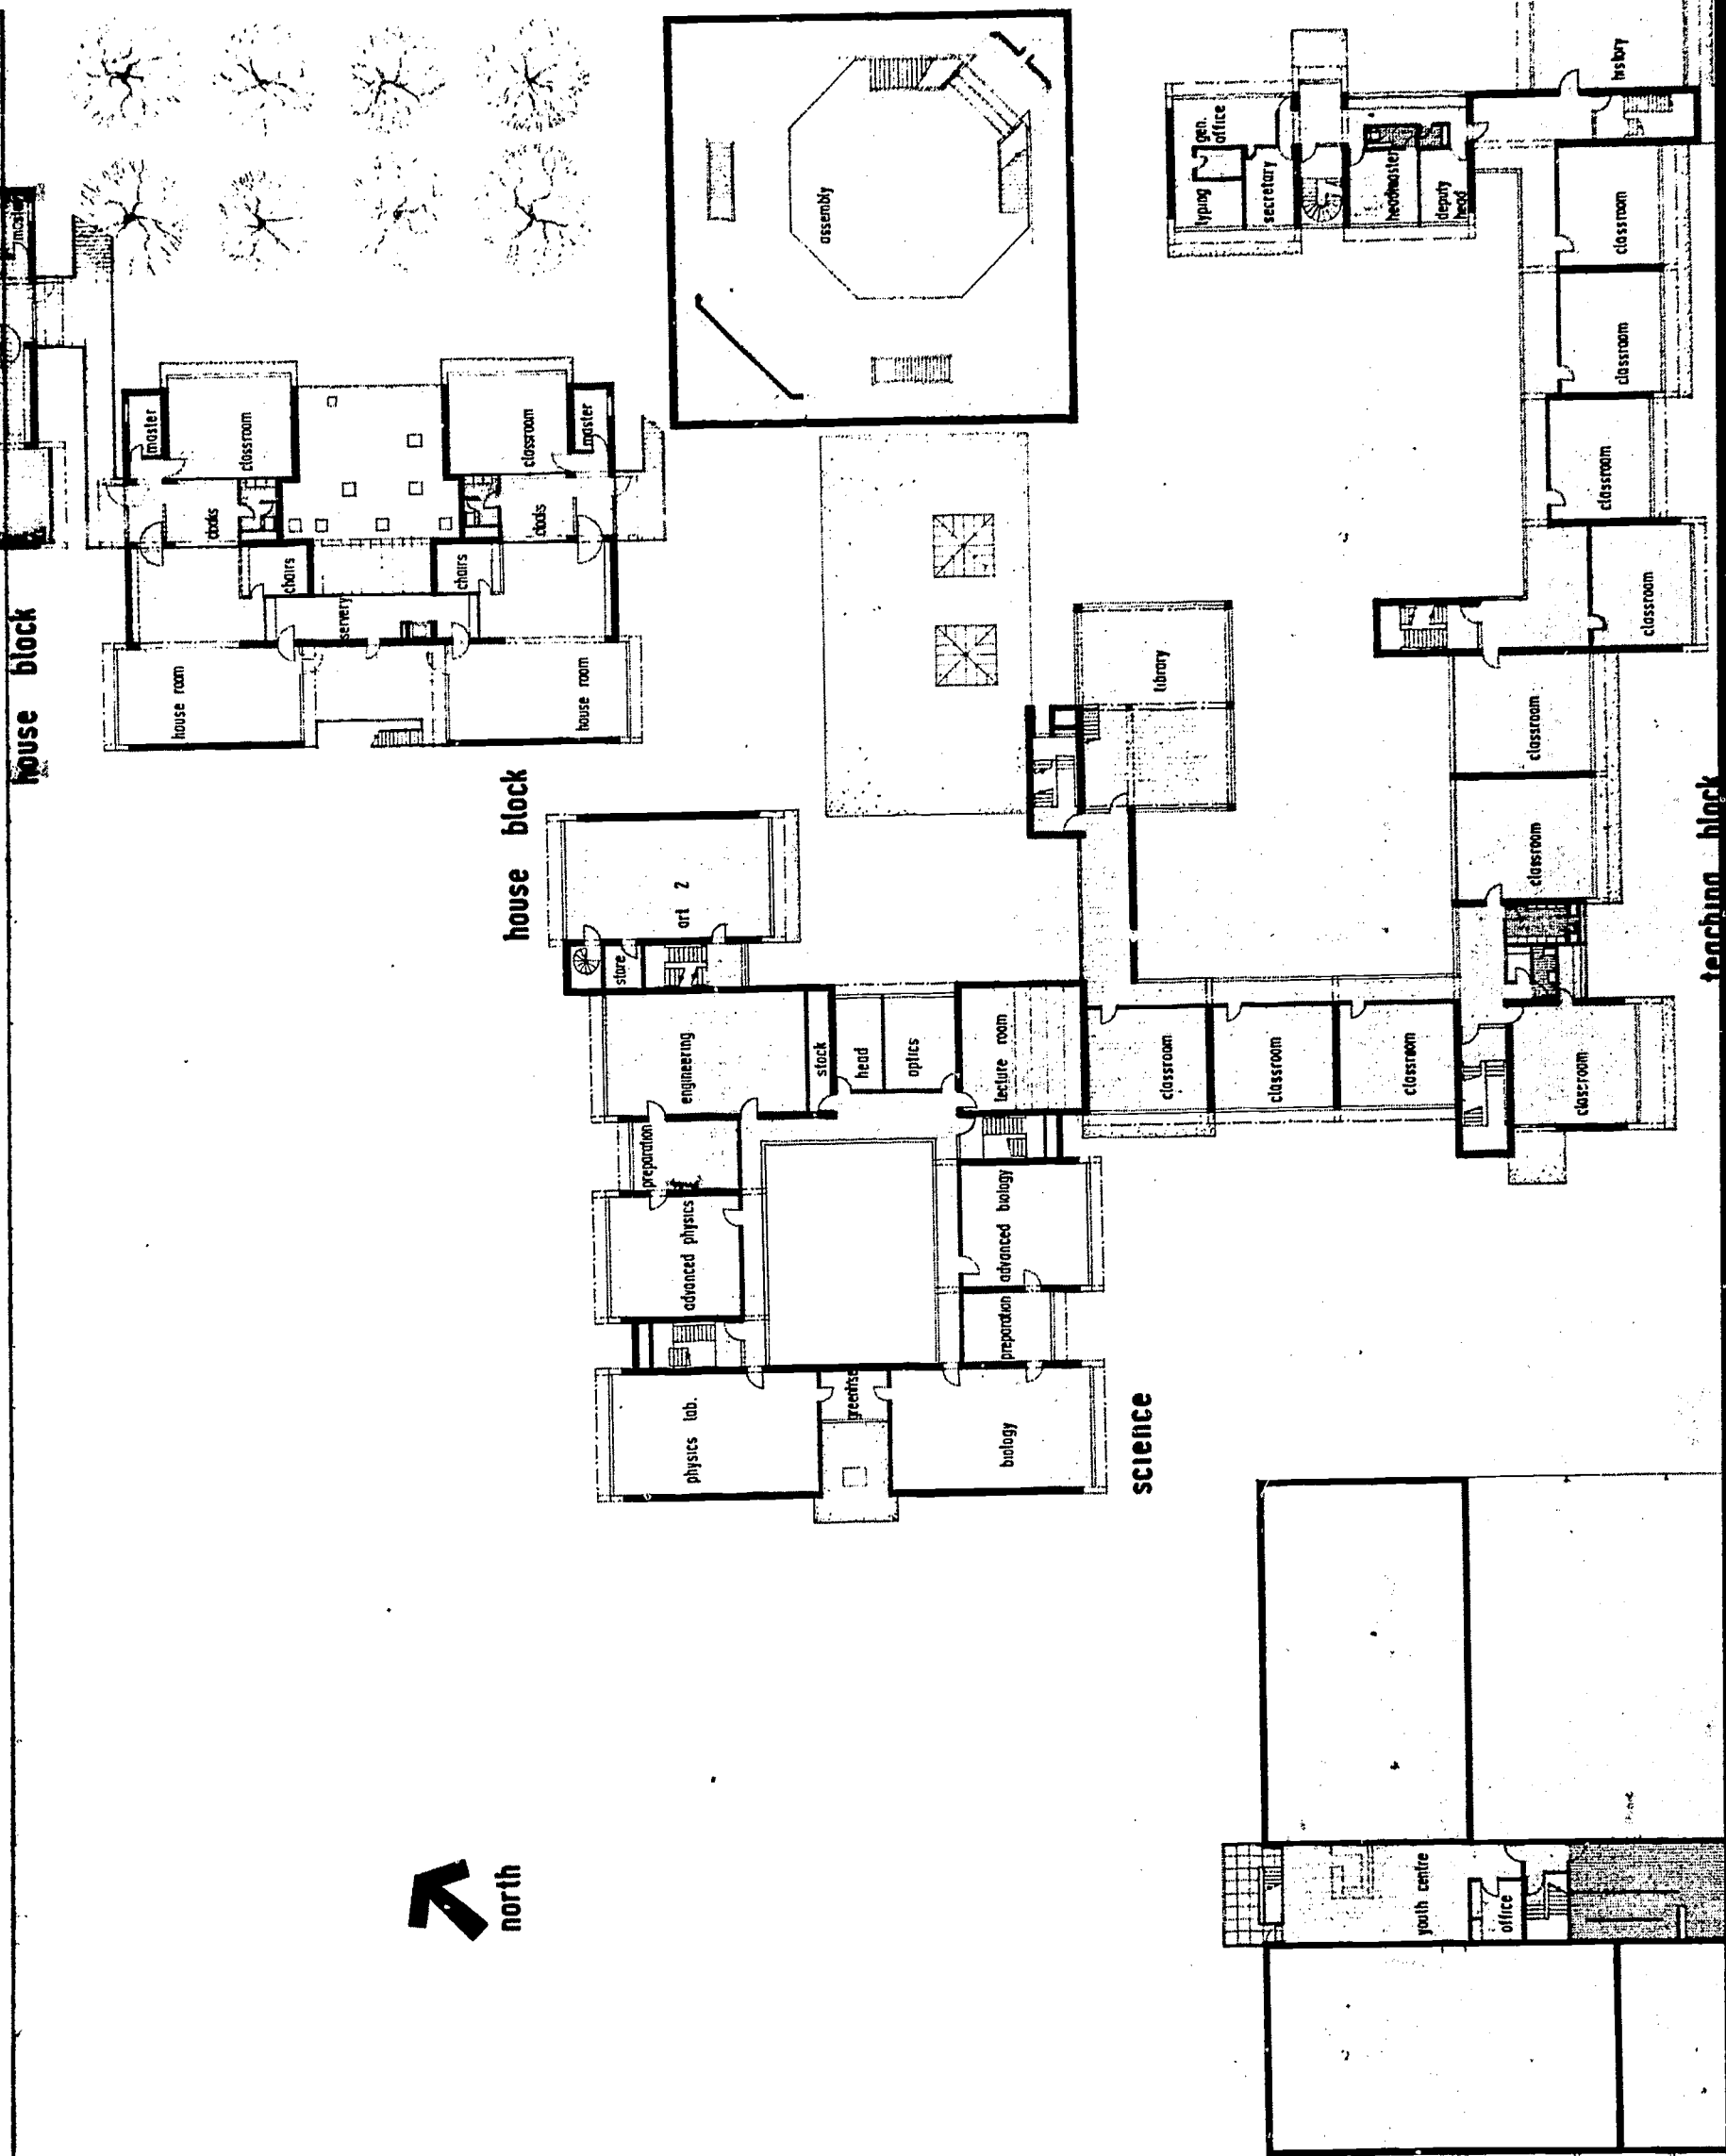 house block
master
master
classroom
cloaks
chairs
servery
house room
classroom
master
cloaks
chairs
house room
house block
assembly
typing
gen.
office
secretary
headmaster
deputy
head
history
classroom
classroom
classroom
classroom
classroom
classroom
library
art 2
store
engineering
stock
head
optics
lecture room
classroom
classroom
classroom
classroom
teaching block
preparation
advanced physics
advanced biology
preparation
physics lab.
greenhse
biology
science
north
youth centre
office